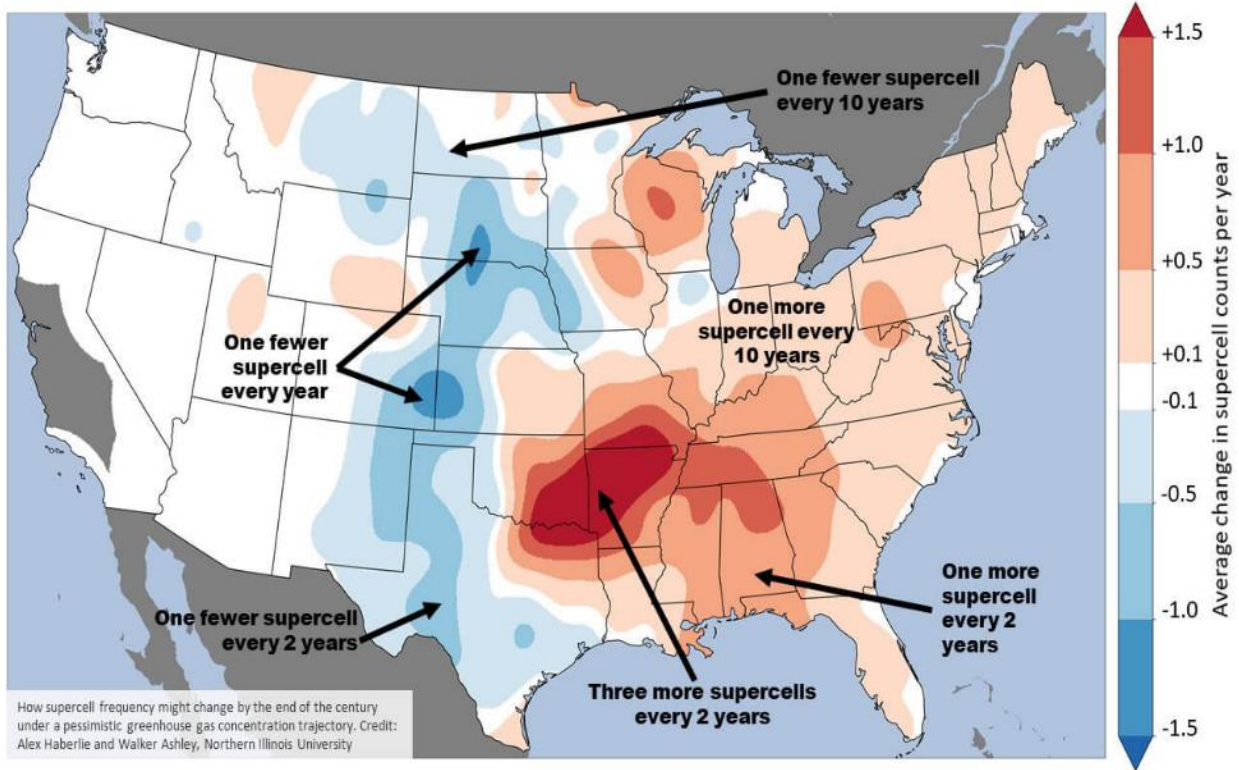 One fewer supercell
every 10 years
One fewer
supercell
every year
One more
supercell every
10 years
One fewer supercell
every 2 years
Three more supercells
every 2 years
One more
supercell
every 2
years
How supercell frequency might change by the end of the century
under a pessimistic greenhouse gas concentration trajectory. Credit:
Alex Haberlie and Walker Ashley, Northern Illinois University
+1.5
+1.0
+0.5
+0.1
-0.1
-0.5
-1.0
-1.5
Average change in supercell counts per year